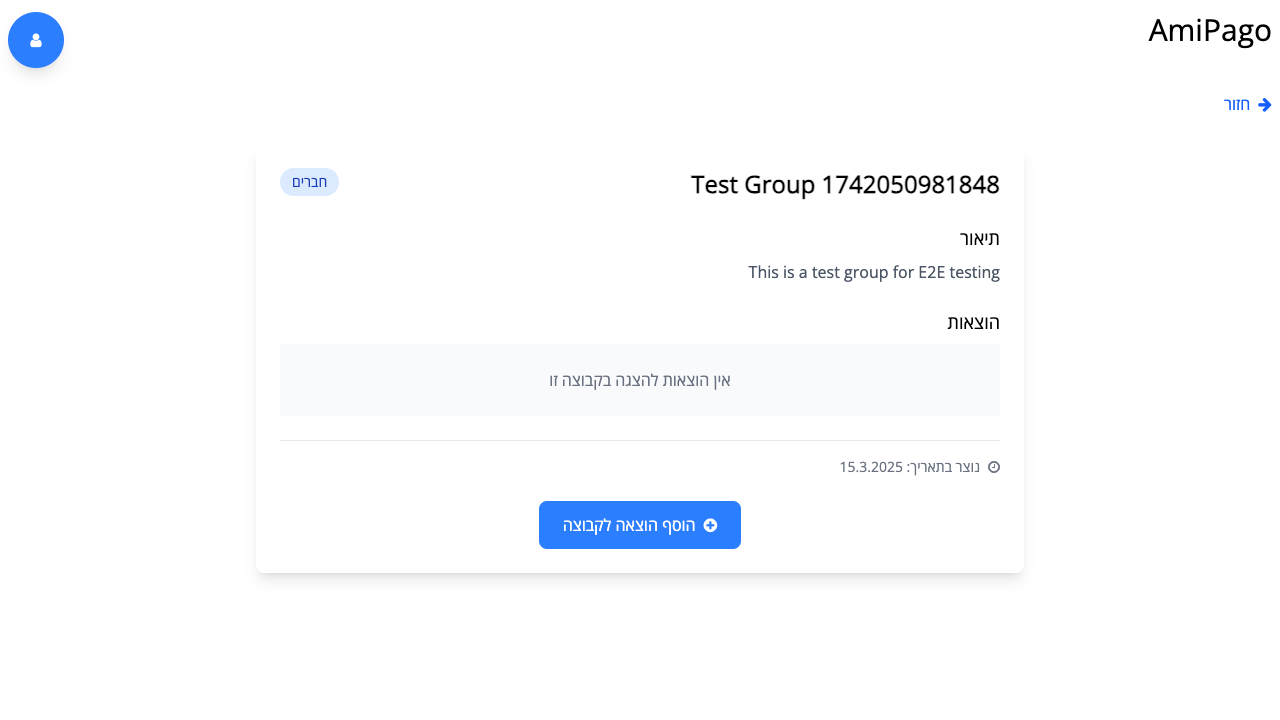 AmiPago
חזור
Test Group 1742050981848
חברים
תיאור
This is a test group for E2E testing
הוצאות
אין הוצאות להצגה בקבוצה זו
נוצר בתאריך: 15.3.2025
הוסף הוצאה לקבוצה